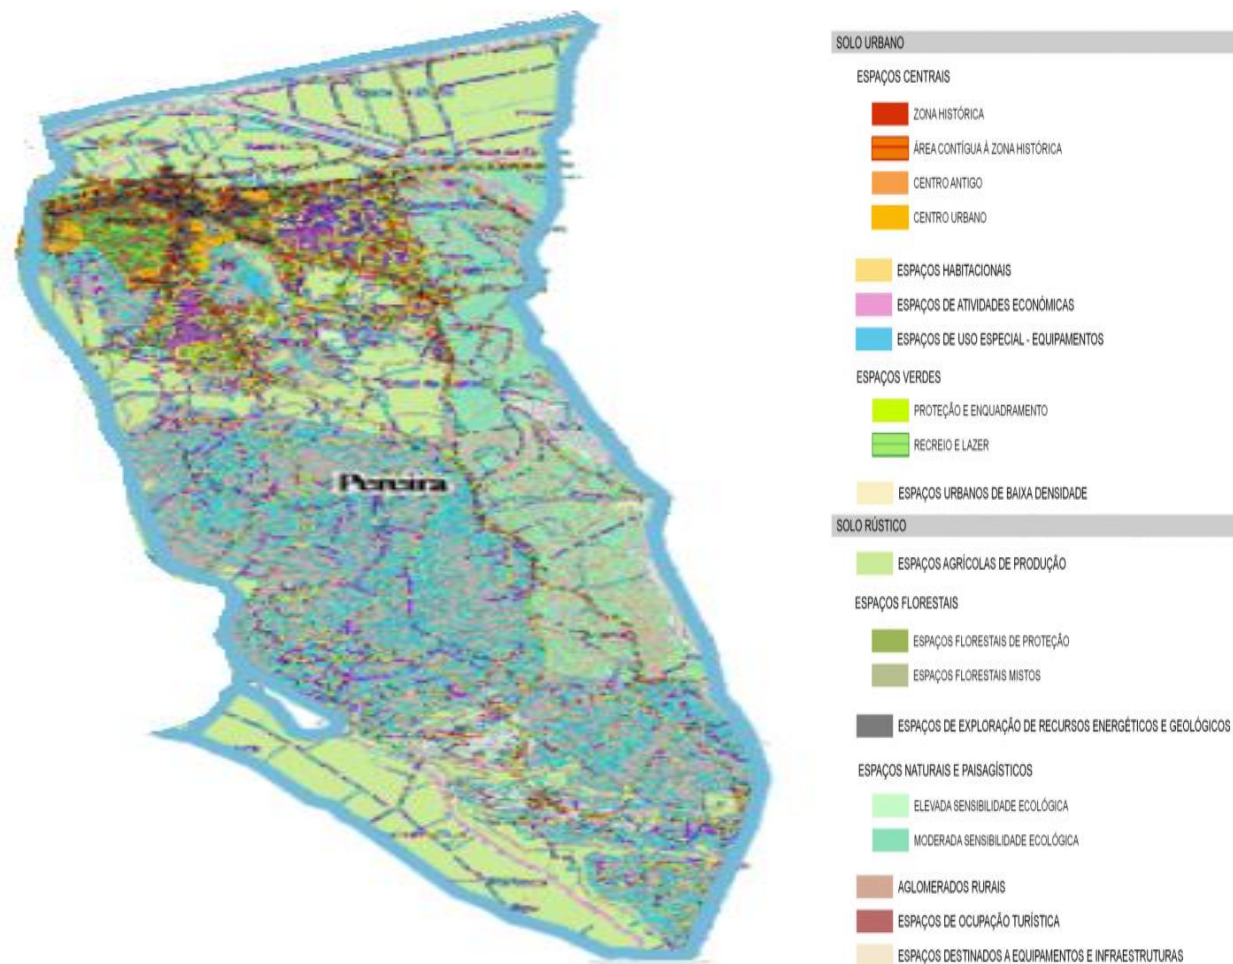 Pereira
SOLO URBANO
ESPAÇOS CENTRAIS
ZONA HISTÓRICA
ÁREA CONTÍGUA À ZONA HISTÓRICA
CENTRO ANTIGO
CENTRO URBANO
ESPAÇOS HABITACIONAIS
ESPAÇOS DE ATIVIDADES ECONÓMICAS
ESPAÇOS DE USO ESPECIAL - EQUIPAMENTOS
ESPAÇOS VERDES
PROTEÇÃO E ENQUADRAMENTO
RECREIO E LAZER
ESPAÇOS URBANOS DE BAIXA DENSIDADE
SOLO RÚSTICO
ESPAÇOS AGRÍCOLAS DE PRODUÇÃO
ESPAÇOS FLORESTAIS
ESPAÇOS FLORESTAIS DE PROTEÇÃO
ESPAÇOS FLORESTAIS MISTOS
ESPAÇOS DE EXPLORAÇÃO DE RECURSOS ENERGÉTICOS E GEOLÓGICOS
ESPAÇOS NATURAIS E PAISAGÍSTICOS
ELEVADA SENSIBILIDADE ECOLÓGICA
MODERADA SENSIBILIDADE ECOLÓGICA
AGLOMERADOS RURAIS
ESPAÇOS DE OCUPAÇÃO TURÍSTICA
ESPAÇOS DESTINADOS A EQUIPAMENTOS E INFRAESTRUTURAS